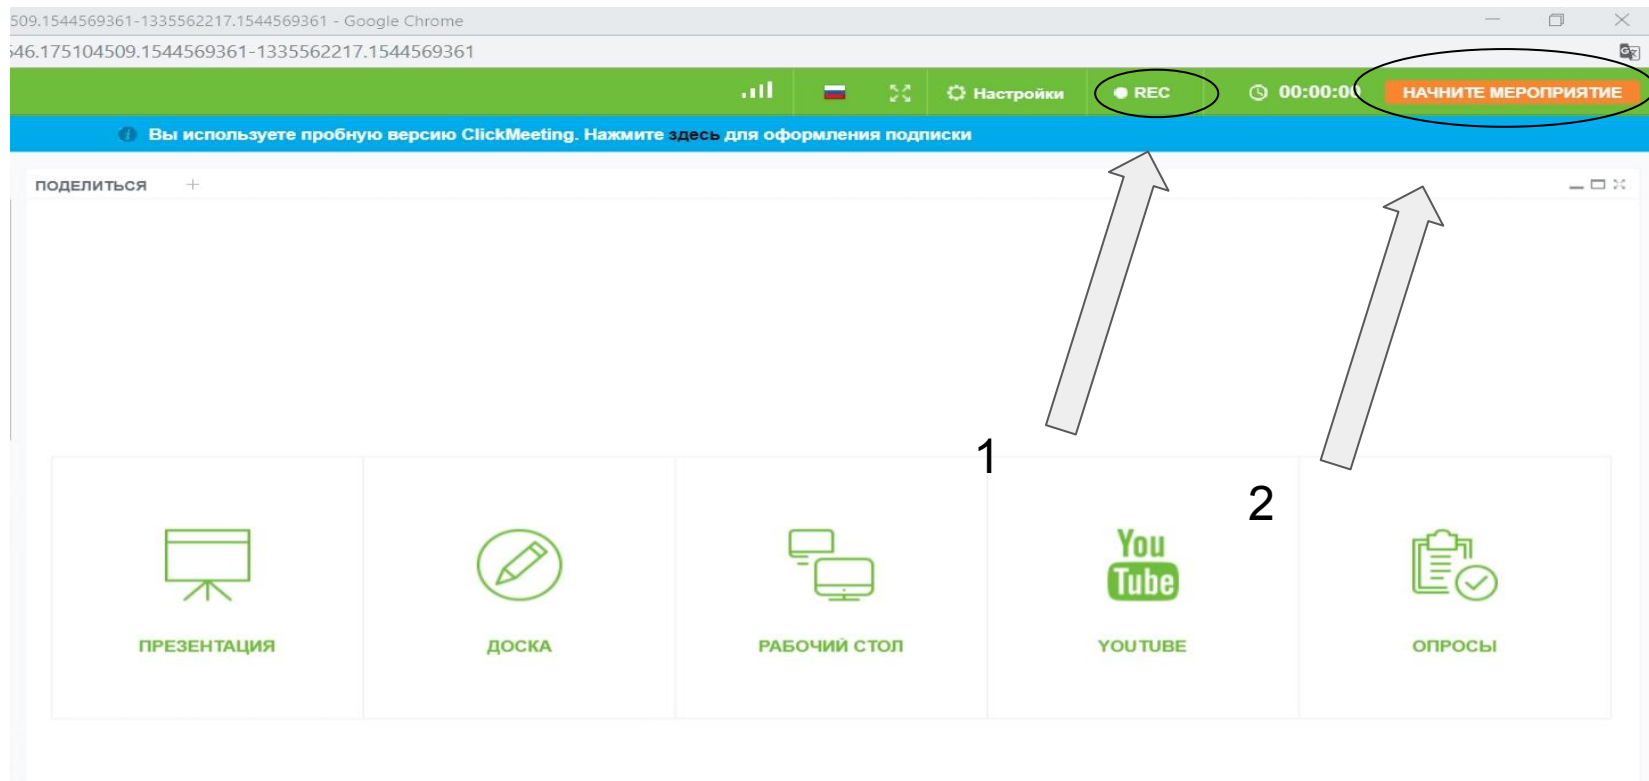 509.1544569361-1335562217.1544569361 - Google Chrome
546.175104509.1544569361-1335562217.1544569361
Настройки
REC
00:00:00
НАЧНИТЕ МЕРОПРИЯТИЕ
Вы используете пробную версию ClickMeeting. Нажмите здесь для оформления подписки
ПОДЕЛИТЬСЯ +
1
2
You
Tube
ПРЕЗЕНТАЦИЯ
ДОСКА
РАБОЧИЙ СТОЛ
YOUTUBE
ОПРОСЫ